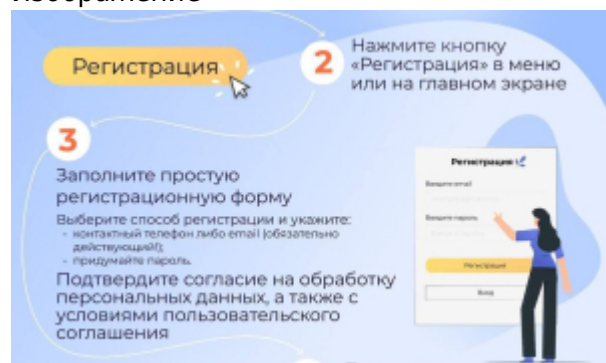 Регистрация
2
Нажмите кнопку
«Регистрация» в меню
или на главном экране
3
Заполните простую
регистрационную форму
Выберите способ регистрации и укажите:
- контактный телефон либо email (обязательно
действующий!);
- придумайте пароль.
Подтвердите согласие на обработку
персональных данных, а также с
условиями пользовательского
соглашения
Регистрация
Введите email
Введите пароль
Регистрация
Вход